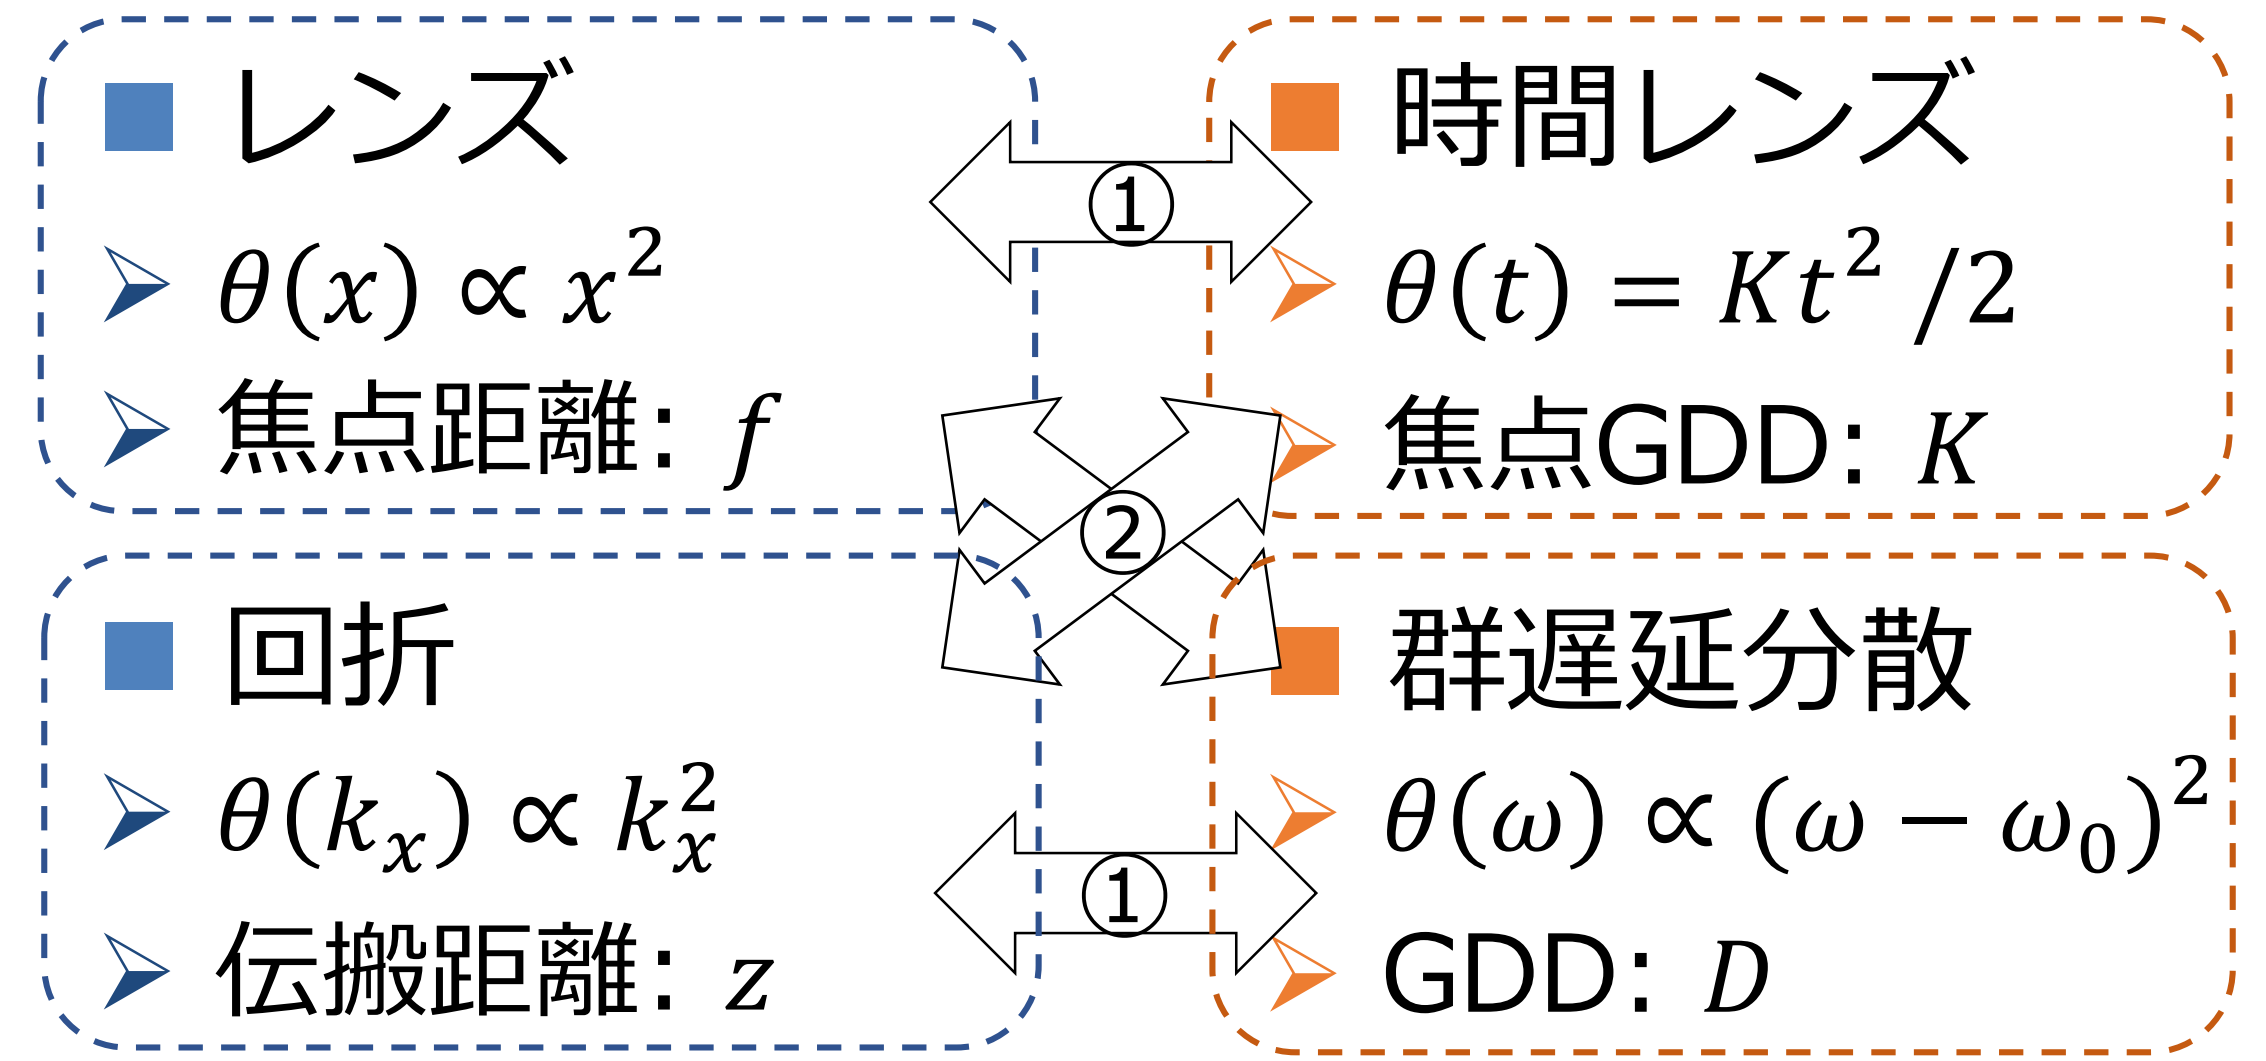 レンズ
θ(x) ∝ x²
焦点距離: f
時間レンズ
θ(t) = Kt²/2
焦点GDD: K
①
②
回折
θ(kₓ) ∝ kₓ²
伝搬距離: z
群遅延分散
θ(ω) ∝ (ω − ω₀)²
GDD: D
①